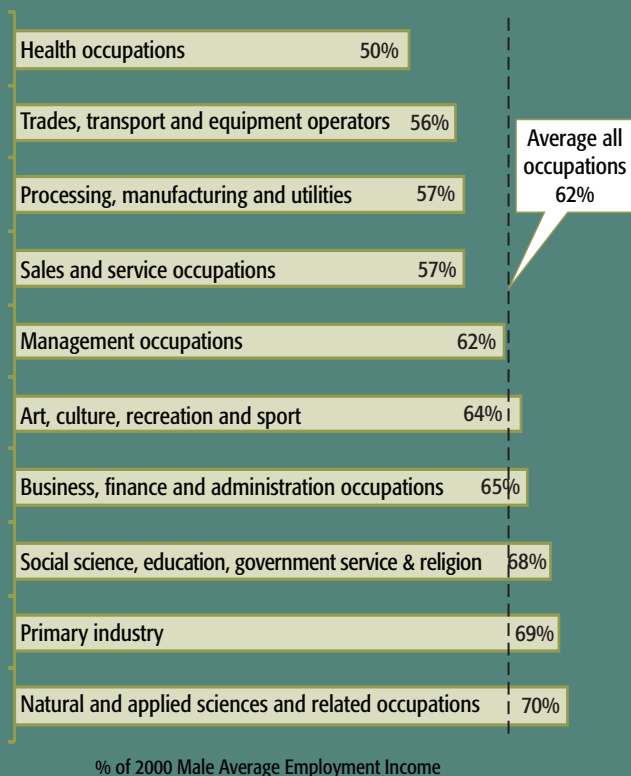 Health occupations 50%
Trades, transport and equipment operators 56%
Average all
occupations
62%
Processing, manufacturing and utilities 57%
Sales and service occupations 57%
Management occupations 62%
Art, culture, recreation and sport 64%
Business, finance and administration occupations 65%
Social science, education, government service & religion 68%
Primary industry 69%
Natural and applied sciences and related occupations 70%
% of 2000 Male Average Employment Income